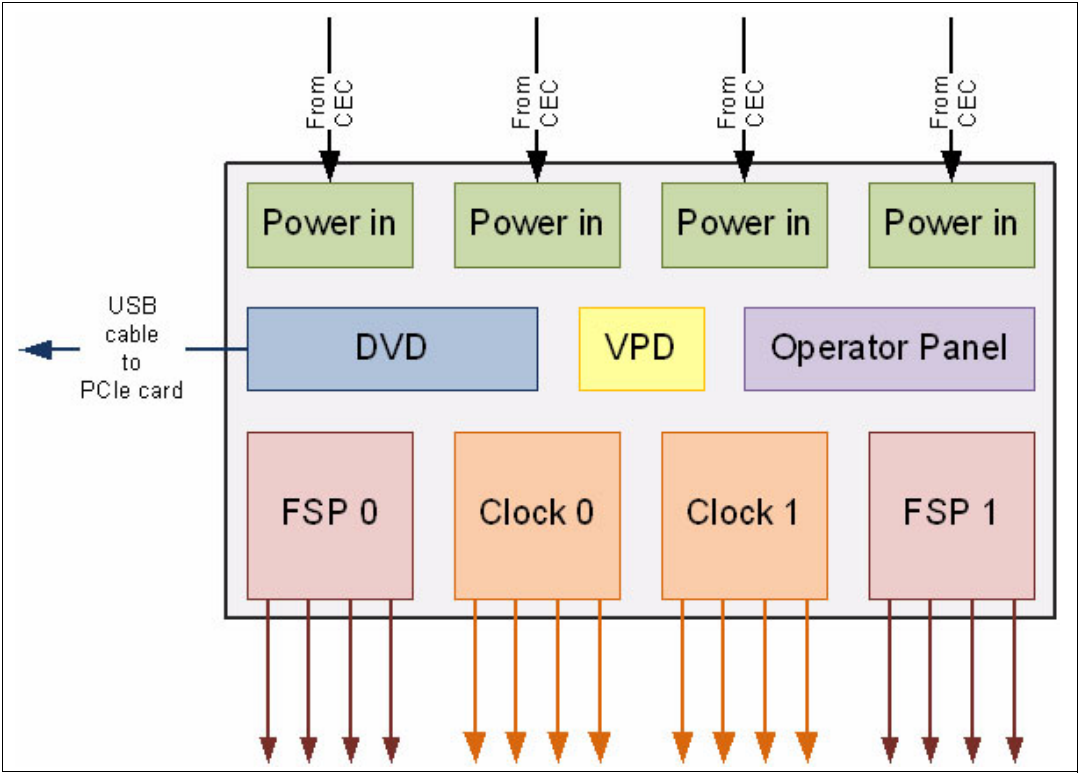 From
CEC
From
CEC
From
CEC
From
CEC
Power in
Power in
Power in
Power in
USB
cable
to
PCIe card
DVD
VPD
Operator Panel
FSP 0
Clock 0
Clock 1
FSP 1